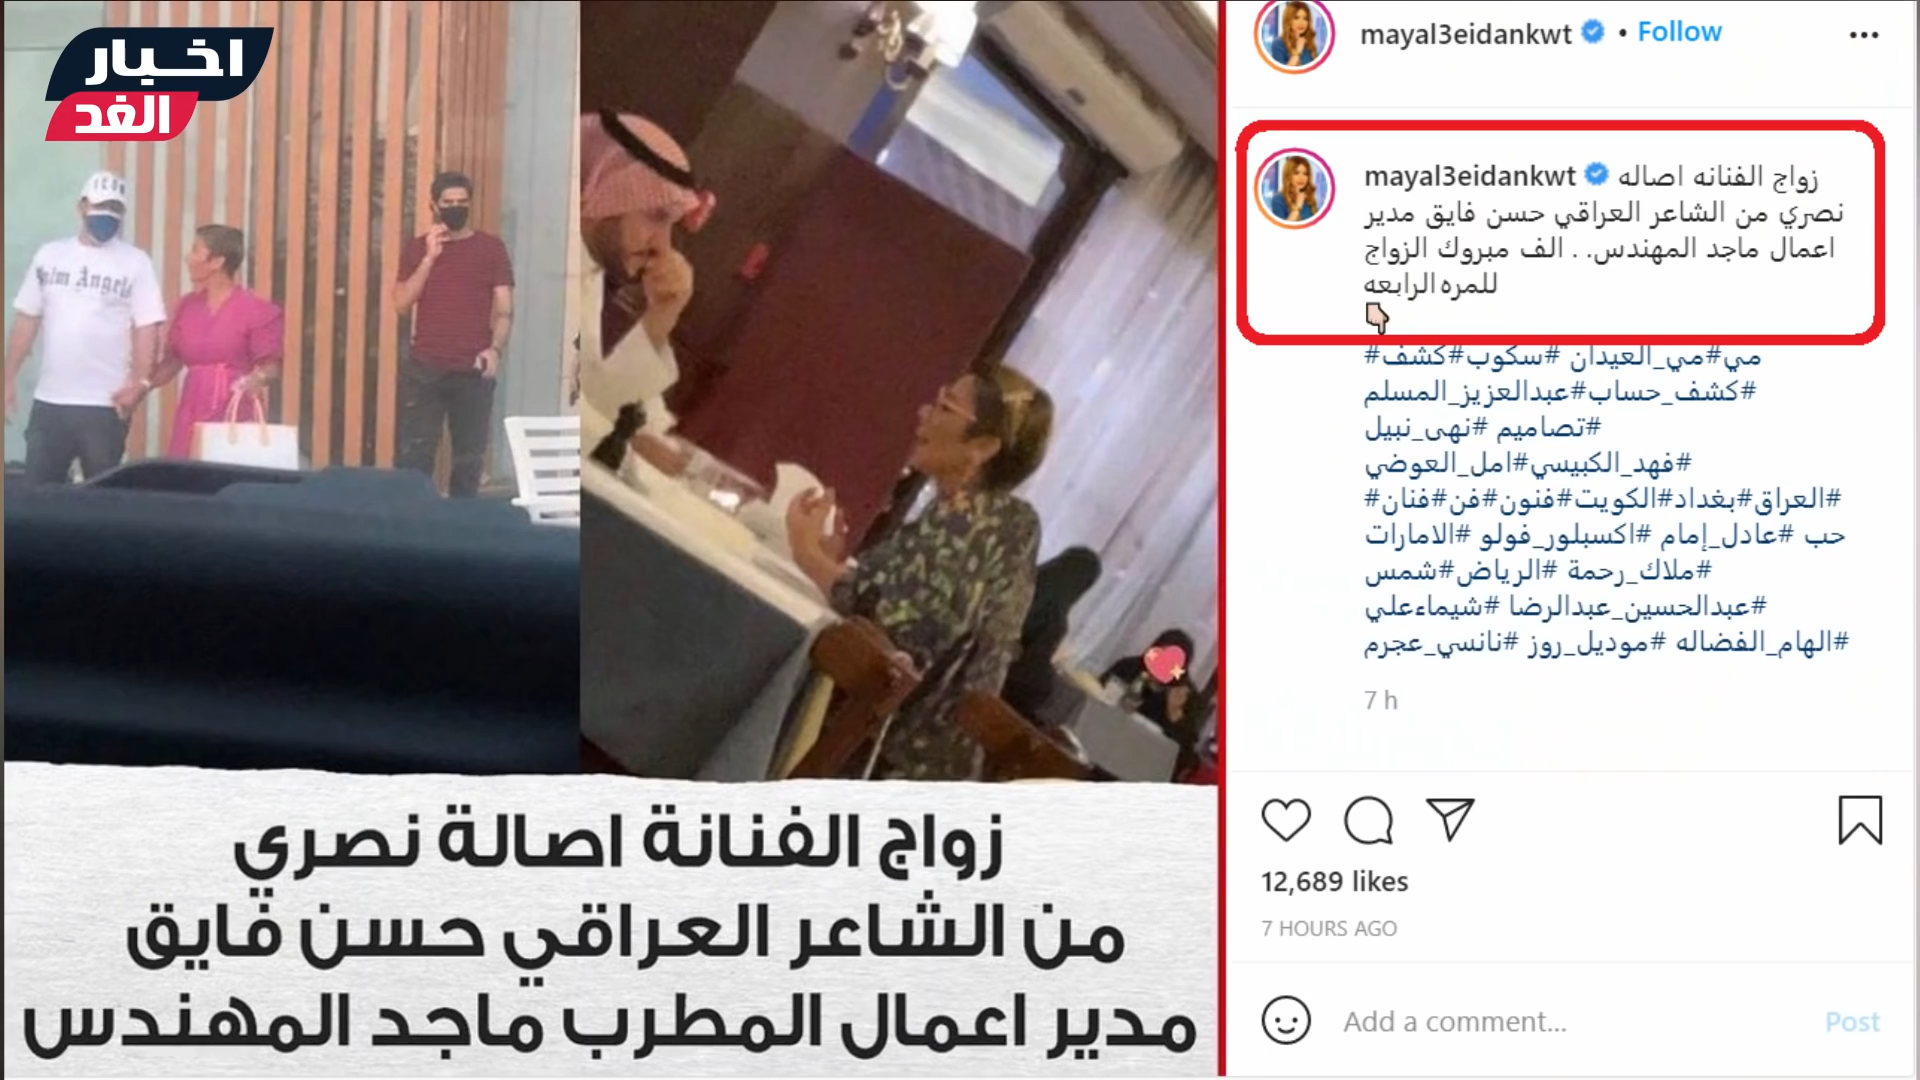 اخبار
الغد
ICON
Palm Angels
زواج الفنانة اصالة نصري
من الشاعر العراقي حسن فايق
مدير اعمال المطرب ماجد المهندس
mayal3eidankwt • Follow
mayal3eidankwt زواج الفنانه اصاله
نصري من الشاعر العراقي حسن فايق مدير
اعمال ماجد المهندس. . الف مبروك الزواج
للمره الرابعه
مي#مي_العيدان #سكوب#كشف#
#كشف_حساب#عبدالعزيز_المسلم
#تصاميم #نهى_نبيل
#فهد_الكبيسي#امل_العوضي
#العراق#بغداد#الكويت#فنون#فن#فنان#
حب #عادل_إمام #اكسبلور_فولو #الامارات
#ملاك_رحمة #الرياض#شمس
#عبدالحسين_عبدالرضا #شيماءعلي
#الهام_الفضاله #موديل_روز #نانسي_عجرم
7 h
12,689 likes
7 HOURS AGO
Add a comment... Post